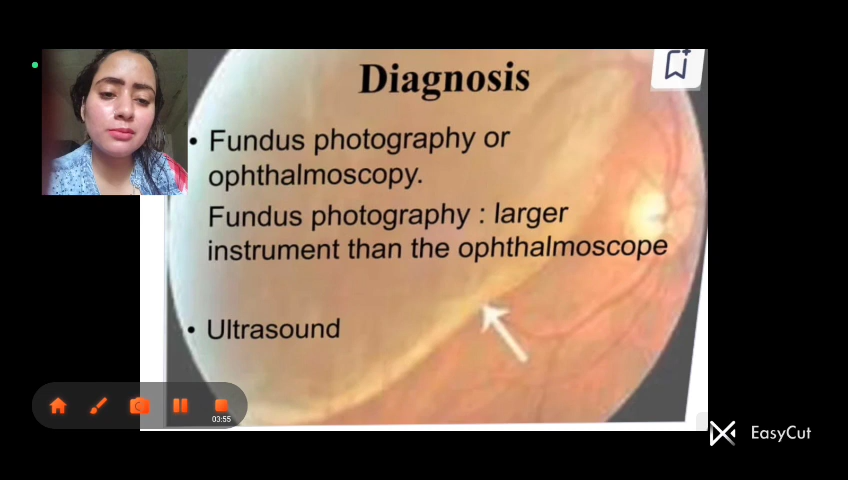 Diagnosis
• Fundus photography or
ophthalmoscopy.
Fundus photography : larger
instrument than the ophthalmoscope
• Ultrasound
03:55
EasyCut